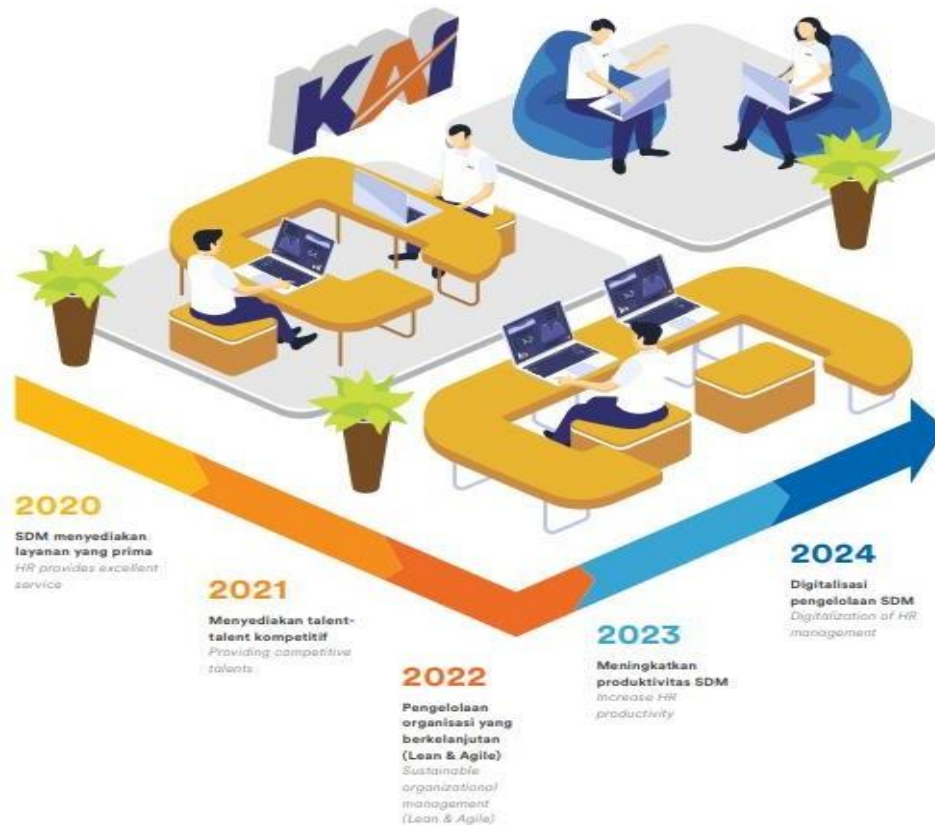 KAI
2020
SDM menyediakan
layanan yang prima
HR provides excellent
service
2021
Menyediakan talent-
talent kompetitif
Providing competitive
talents
2022
Pengelolaan
organisasi yang
berkelanjutan
(Lean & Agile)
Sustainable
organizational
management
(Lean & Agile)
2023
Meningkatkan
produktivitas SDM
Increase HR
productivity
2024
Digitalisasi
pengelolaan SDM
Digitalization of HR
management